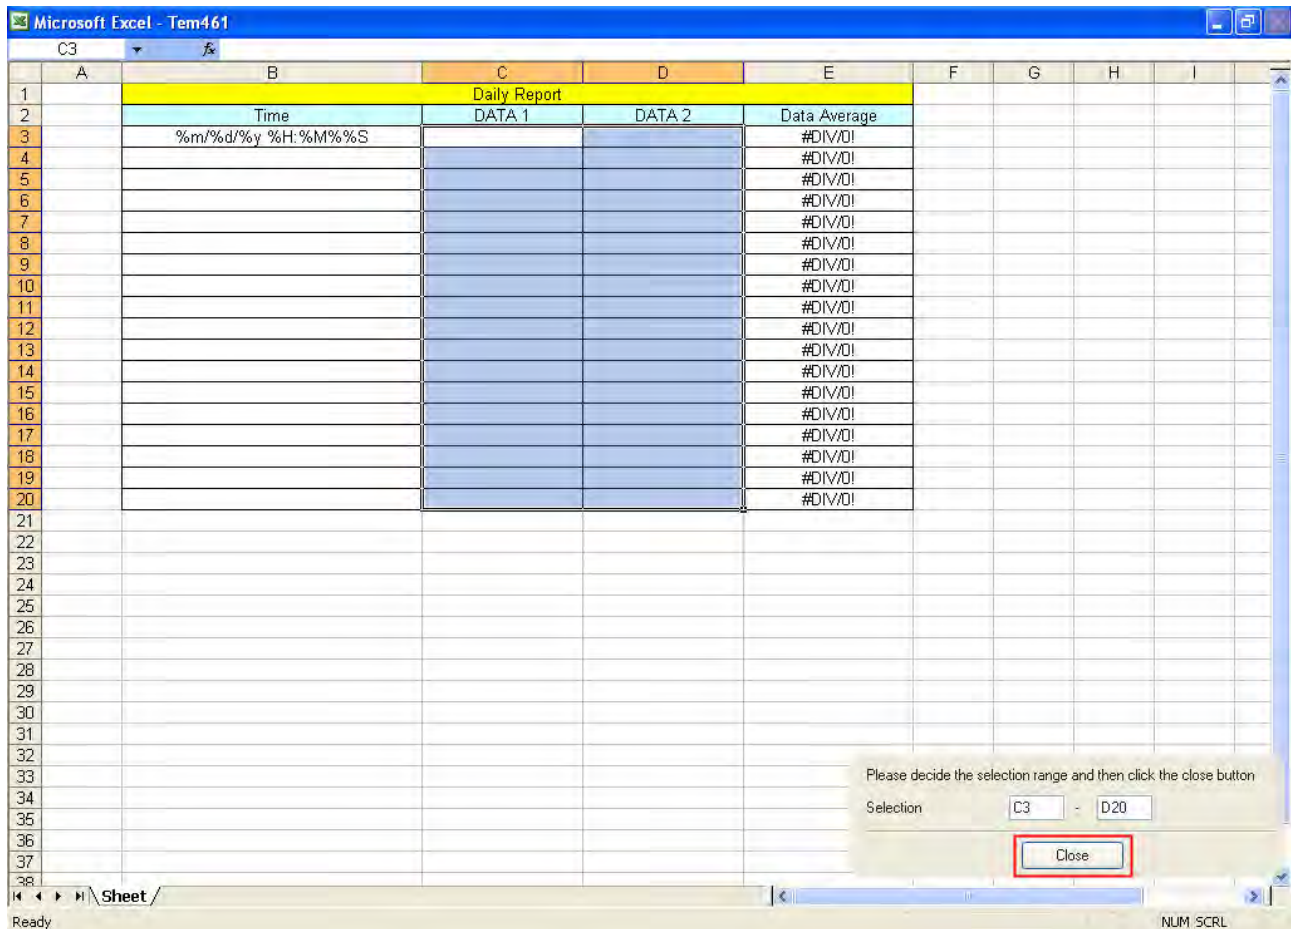 Microsoft Excel - Tem461
C3 fx
A B C D E F G H I
1 Daily Report
2 Time DATA 1 DATA 2 Data Average
3 %m/%d/%y %H:%M%%S #DIV/0!
4 #DIV/0!
5 #DIV/0!
6 #DIV/0!
7 #DIV/0!
8 #DIV/0!
9 #DIV/0!
10 #DIV/0!
11 #DIV/0!
12 #DIV/0!
13 #DIV/0!
14 #DIV/0!
15 #DIV/0!
16 #DIV/0!
17 #DIV/0!
18 #DIV/0!
19 #DIV/0!
20 #DIV/0!
21
22
23
24
25
26
27
28
29
30
31
32
33 Please decide the selection range and then click the close button
34 Selection C3 - D20
35
36
37 Close
38
Sheet
Ready NUM SCRL